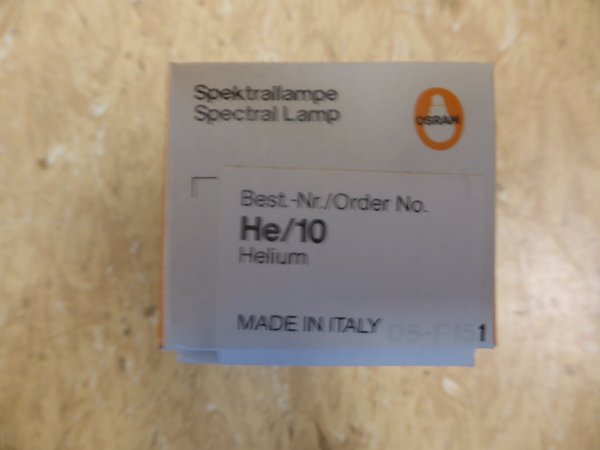 Spektrallampe
Spectral Lamp
OSRAM
Best.-Nr./Order No.
He/10
Helium
MADE IN ITALY
1